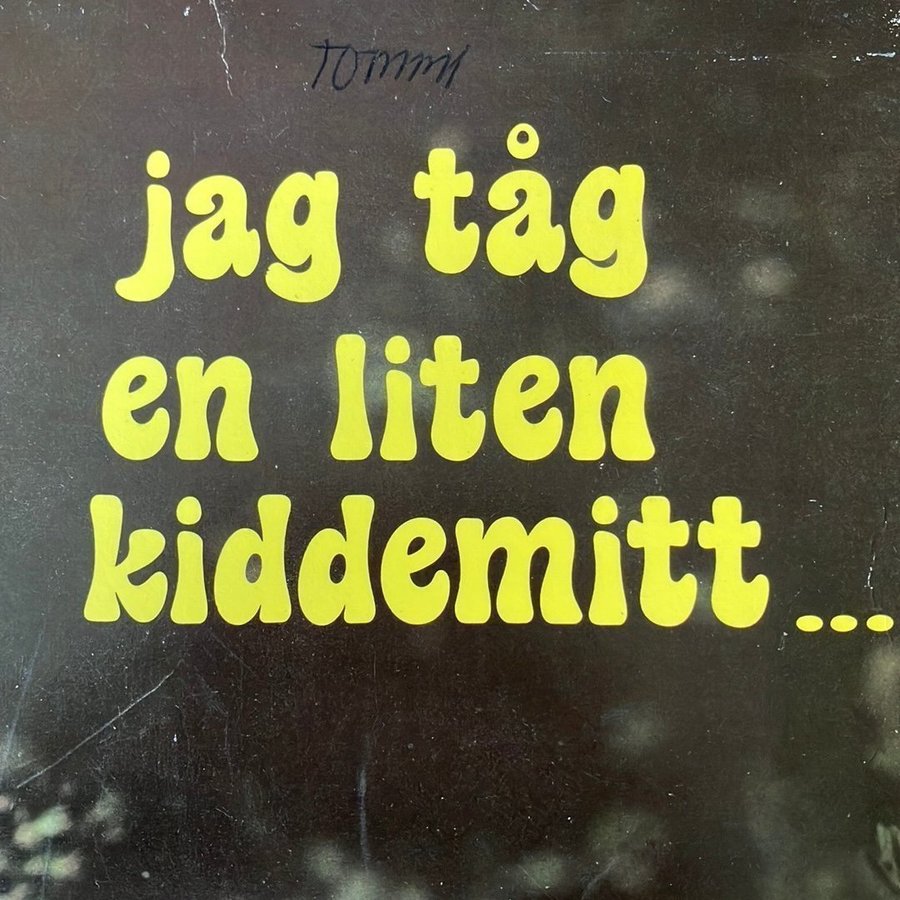 Tommy
jag tåg
en liten
kiddemitt...